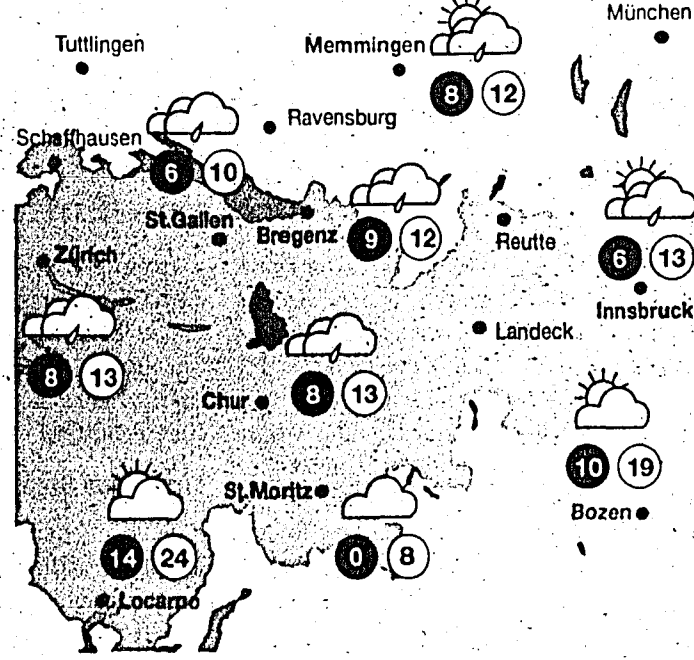 München
Tuttlingen
Memmingen
8 12
Ravensburg
Schaffhausen
6 10
St.Gallen
Bregenz
9 12
Reutte
6 13
Innsbruck
Zürich
8 13
Landeck
Chur
8 13
10 19
Bozen
St.Moritz
0 8
14 24
Locarno